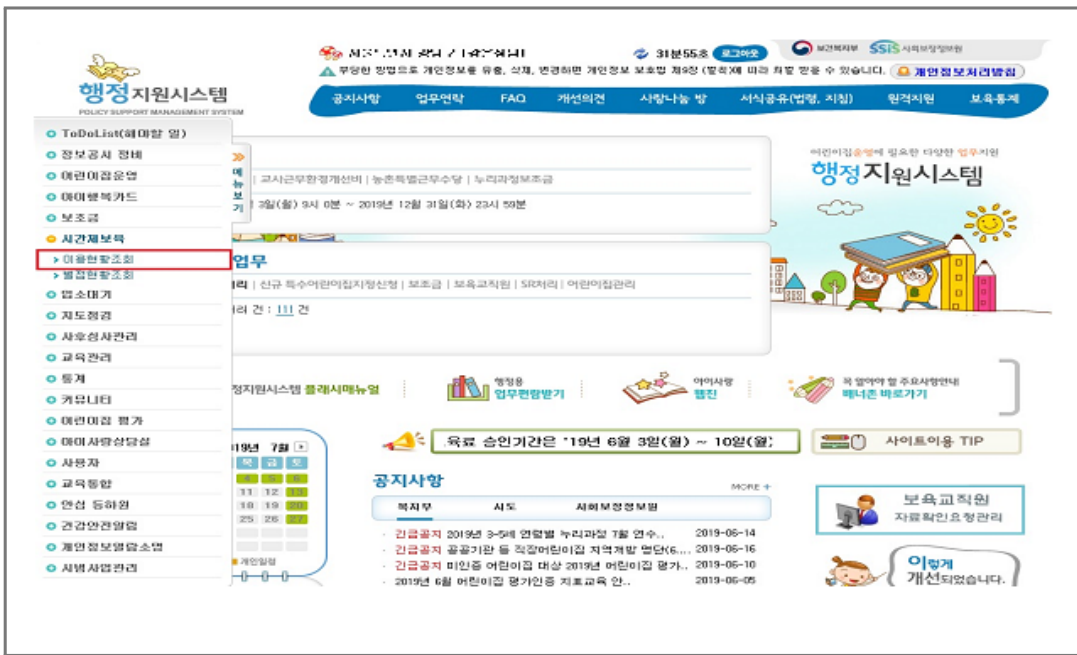 31분55초 로그아웃 보건복지부 SSiS 사회보장정보원
부당한 방법으로 개인정보를 유출, 삭제, 변경하면 개인정보 보호법 제9장 (벌칙)에 따라 처벌 받을 수 있습니다. 개인정보처리방침
행정지원시스템
POLICY SUPPORT MANAGEMENT SYSTEM
공지사항 업무연락 FAQ 개선의견 사랑나눔 방 서식공유(법령, 지침) 원격지원 보육통계
ToDoList(해야할 일)
정보공시 정비
어린이집운영
아이행복카드
보조금
시간제보육
이용현황조회
별점현황조회
입소대기
지도점검
사후심사관리
교육관리
통계
커뮤니티
어린이집 평가
아이사랑상담실
사용자
교육통합
안심 등하원
건강안전알림
개인정보열람소명
시범사업관리
메뉴보기
교사근무환경개선비 | 농촌특별근무수당 | 누리과정보조금
3일(월) 9시 0분 ~ 2019년 12월 31일(화) 23시 59분
업무
리 | 신규 특수어린이집지정신청 | 보조금 | 보육교직원 | SR처리 | 어린이집관리
건 : 111 건
어린이집운영에 필요한 다양한 업무지원
행정지원시스템
정지원시스템 플래시매뉴얼
행정용
업무편람받기
아이사랑
웹진
꼭 알아야 할 주요사항안내
배너존 바로가기
19년 7월
목 금 토
4 5 6
11 12 13
18 19 20
25 26 27
개인일정
육료 승인기간은 '19년 6월 3일(월) ~ 10일(월)
사이트이용 TIP
공지사항
MORE +
복지부 시도 사회보장정보원
긴급공지 2019년 3-5세 연령별 누리과정 7월 연수.. 2019-06-14
긴급공지 공공기관 등 직장어린이집 지역개방 명단(6.... 2019-06-16
긴급공지 미인증 어린이집 대상 2019년 어린이집 평가.. 2019-06-10
2019년 6월 어린이집 평가인증 지표교육 안.. 2019-06-05
보육교직원
자료확인요청관리
이렇게
개선되었습니다.